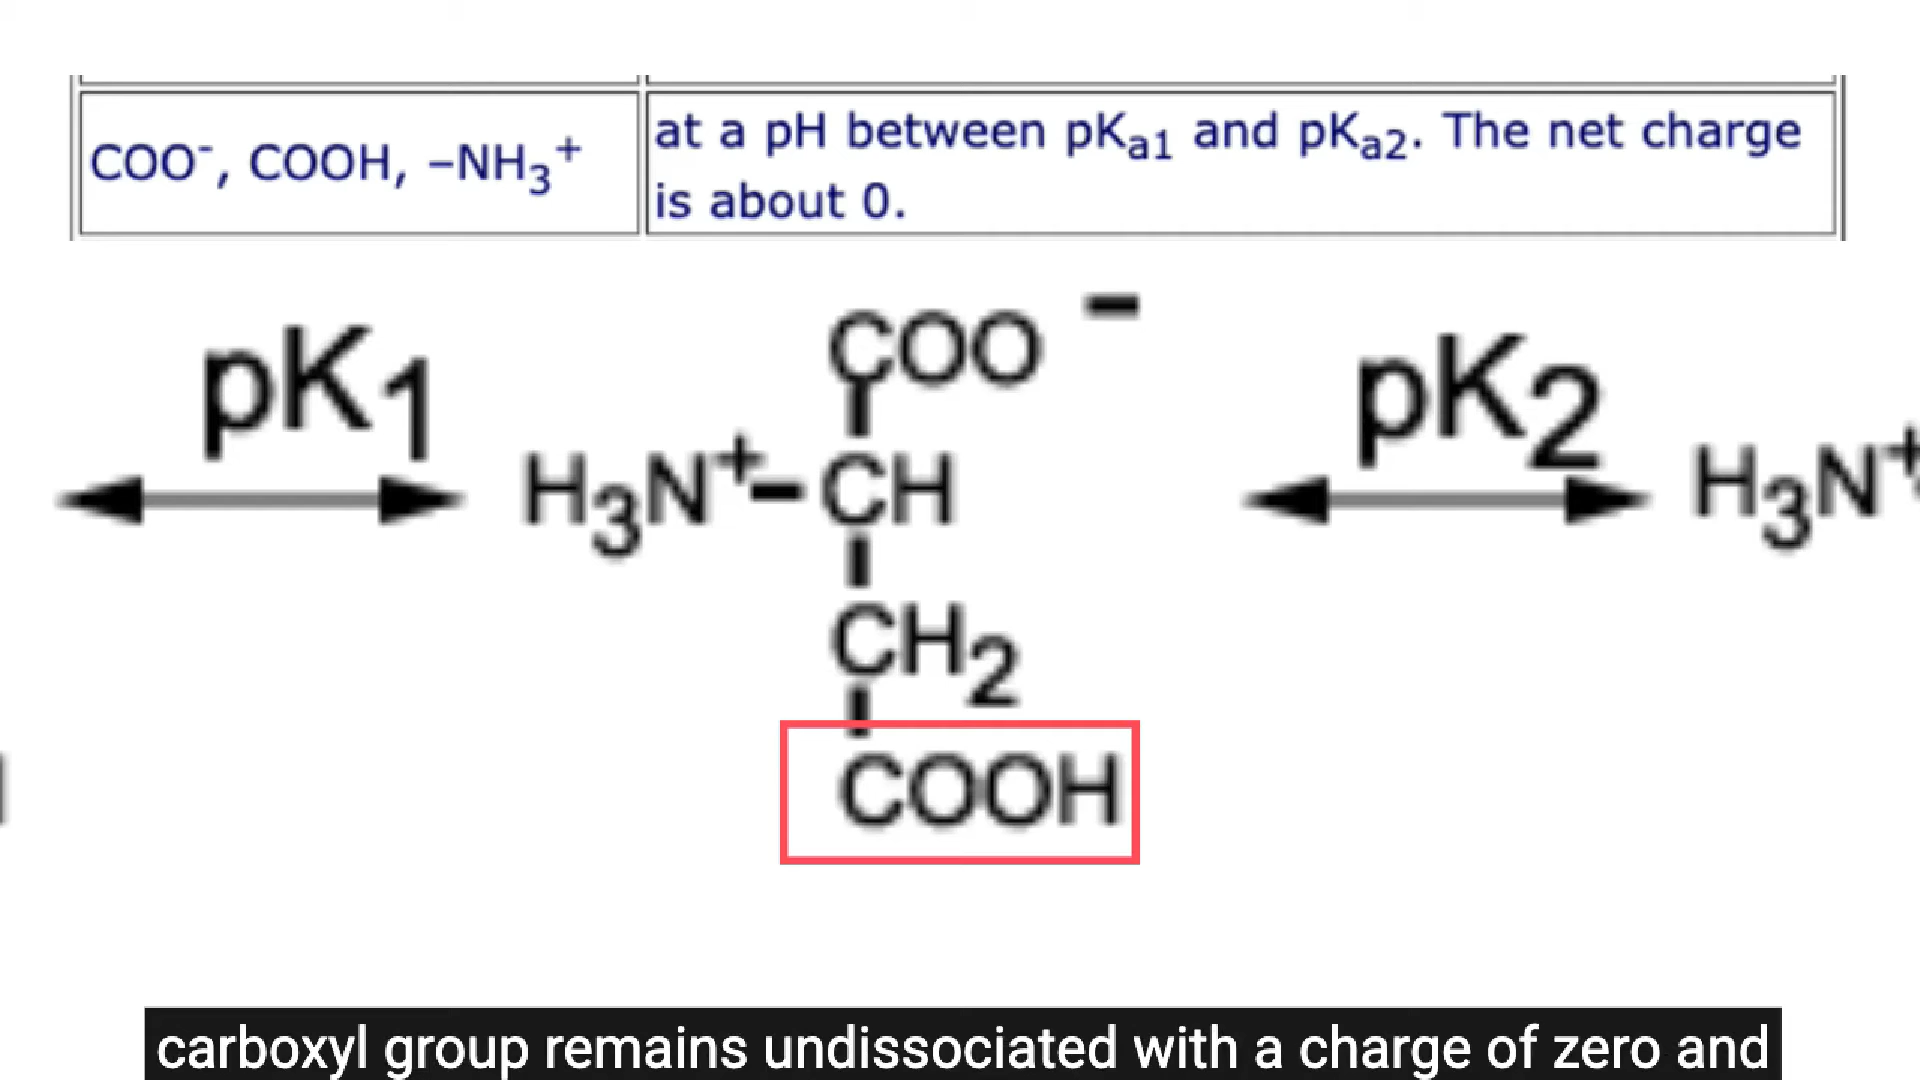 COO⁻, COOH, –NH₃⁺
at a pH between pKₐ₁ and pKₐ₂. The net charge
is about 0.
COO⁻
pK₁
pK₂
H₃N⁺-CH
H₃N⁺
CH₂
COOH
carboxyl group remains undissociated with a charge of zero and